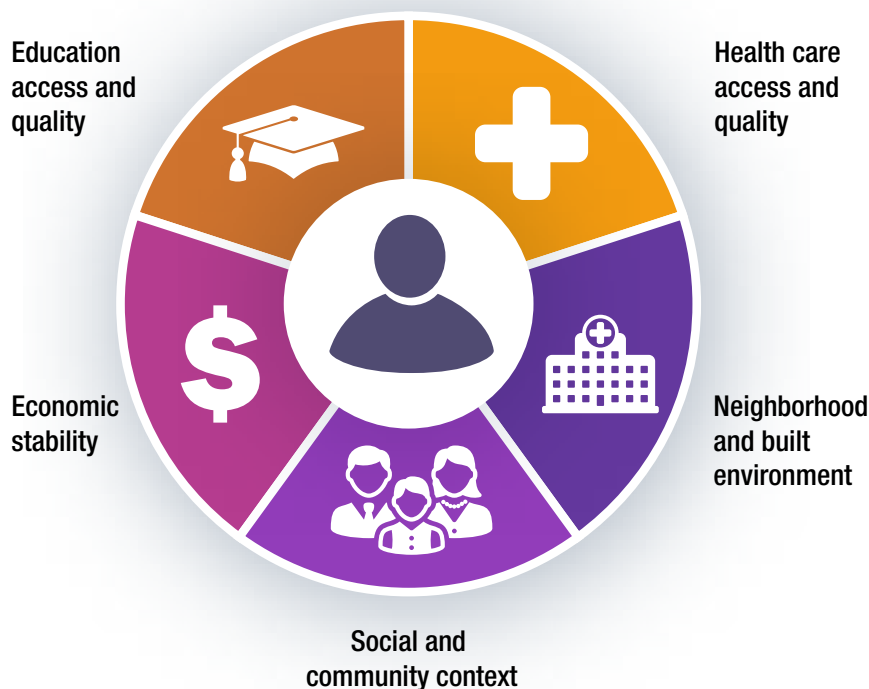 Education
access and
quality
Health care
access and
quality
Economic
stability
Neighborhood
and built
environment
Social and
community context